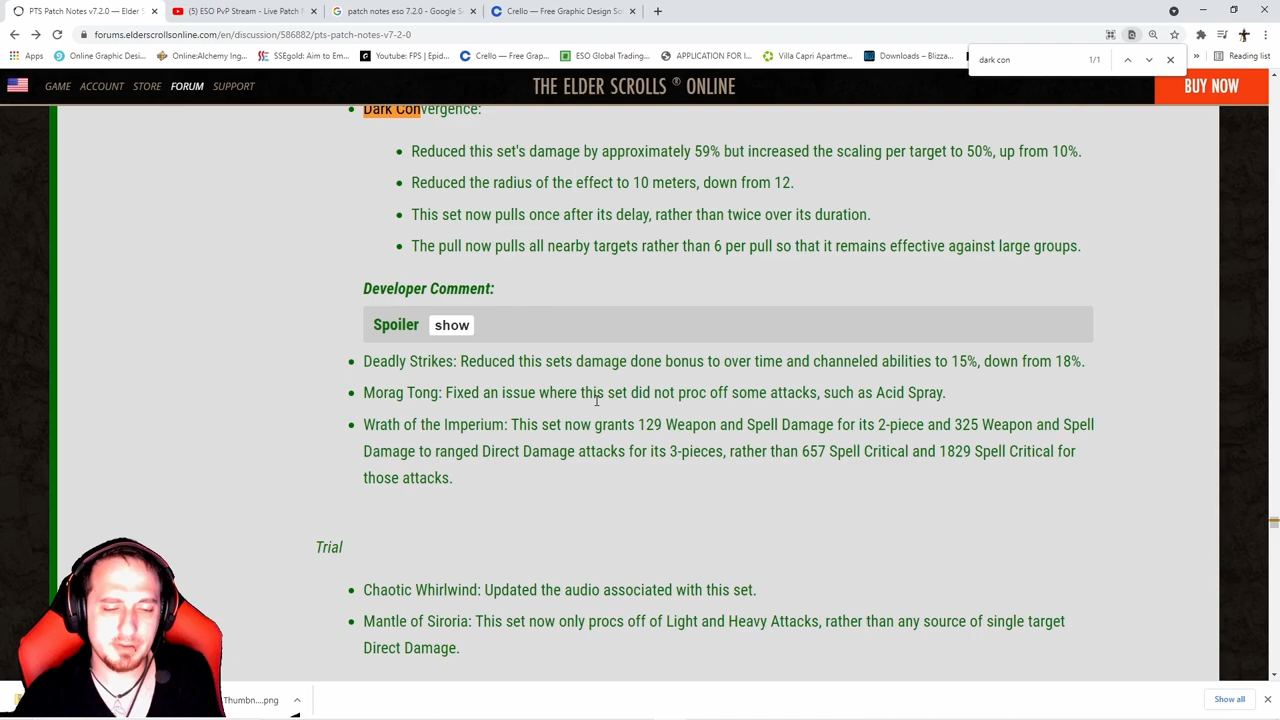 PTS Patch Notes v7.2.0 — Elder S
(5) ESO PvP Stream - Live Patch N
patch notes eso 7.2.0 - Google S
Crello — Free Graphic Design So
forums.elderscrollsonline.com/en/discussion/586882/pts-patch-notes-v7-2-0
Apps
Online Graphic Desi...
Online:Alchemy Ing...
SSEgold: Aim to Em...
Youtube: FPS | Epid...
Crello — Free Grap...
ESO Global Trading...
APPLICATION FOR I...
Villa Capri Apartme...
Downloads – Blizza...
»
Reading list
dark con
1/1
GAME ACCOUNT STORE FORUM SUPPORT
THE ELDER SCROLLS ® ONLINE
BUY NOW
Dark Convergence:
Reduced this set's damage by approximately 59% but increased the scaling per target to 50%, up from 10%.
Reduced the radius of the effect to 10 meters, down from 12.
This set now pulls once after its delay, rather than twice over its duration.
The pull now pulls all nearby targets rather than 6 per pull so that it remains effective against large groups.
Developer Comment:
Spoiler show
Deadly Strikes: Reduced this sets damage done bonus to over time and channeled abilities to 15%, down from 18%.
Morag Tong: Fixed an issue where this set did not proc off some attacks, such as Acid Spray.
Wrath of the Imperium: This set now grants 129 Weapon and Spell Damage for its 2-piece and 325 Weapon and Spell
Damage to ranged Direct Damage attacks for its 3-pieces, rather than 657 Spell Critical and 1829 Spell Critical for
those attacks.
Trial
Chaotic Whirlwind: Updated the audio associated with this set.
Mantle of Siroria: This set now only procs off of Light and Heavy Attacks, rather than any source of single target
Direct Damage.
Thumbn....png
Show all